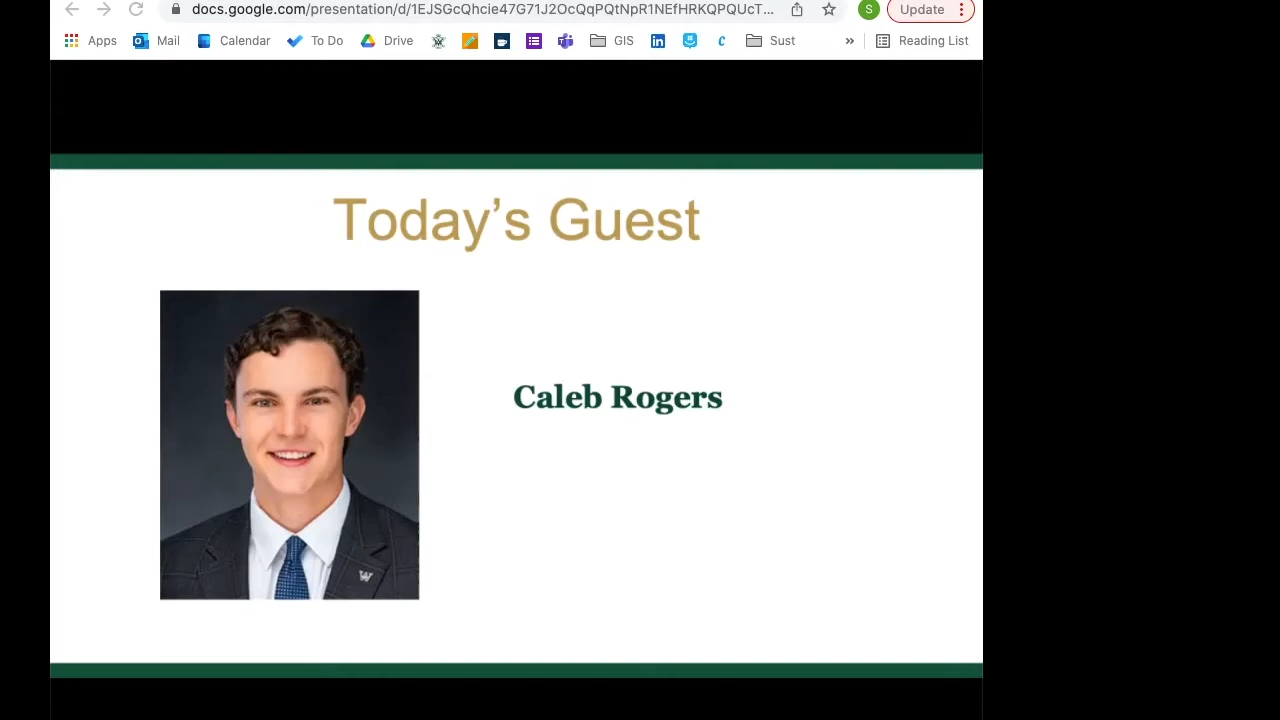 docs.google.com/presentation/d/1EJSGcQhcie47G71J2OcQqPQtNpR1NEfHRKQPQUcT...
S
Update
Apps Mail Calendar To Do Drive GIS Sust » Reading List
Today's Guest
Caleb Rogers
W